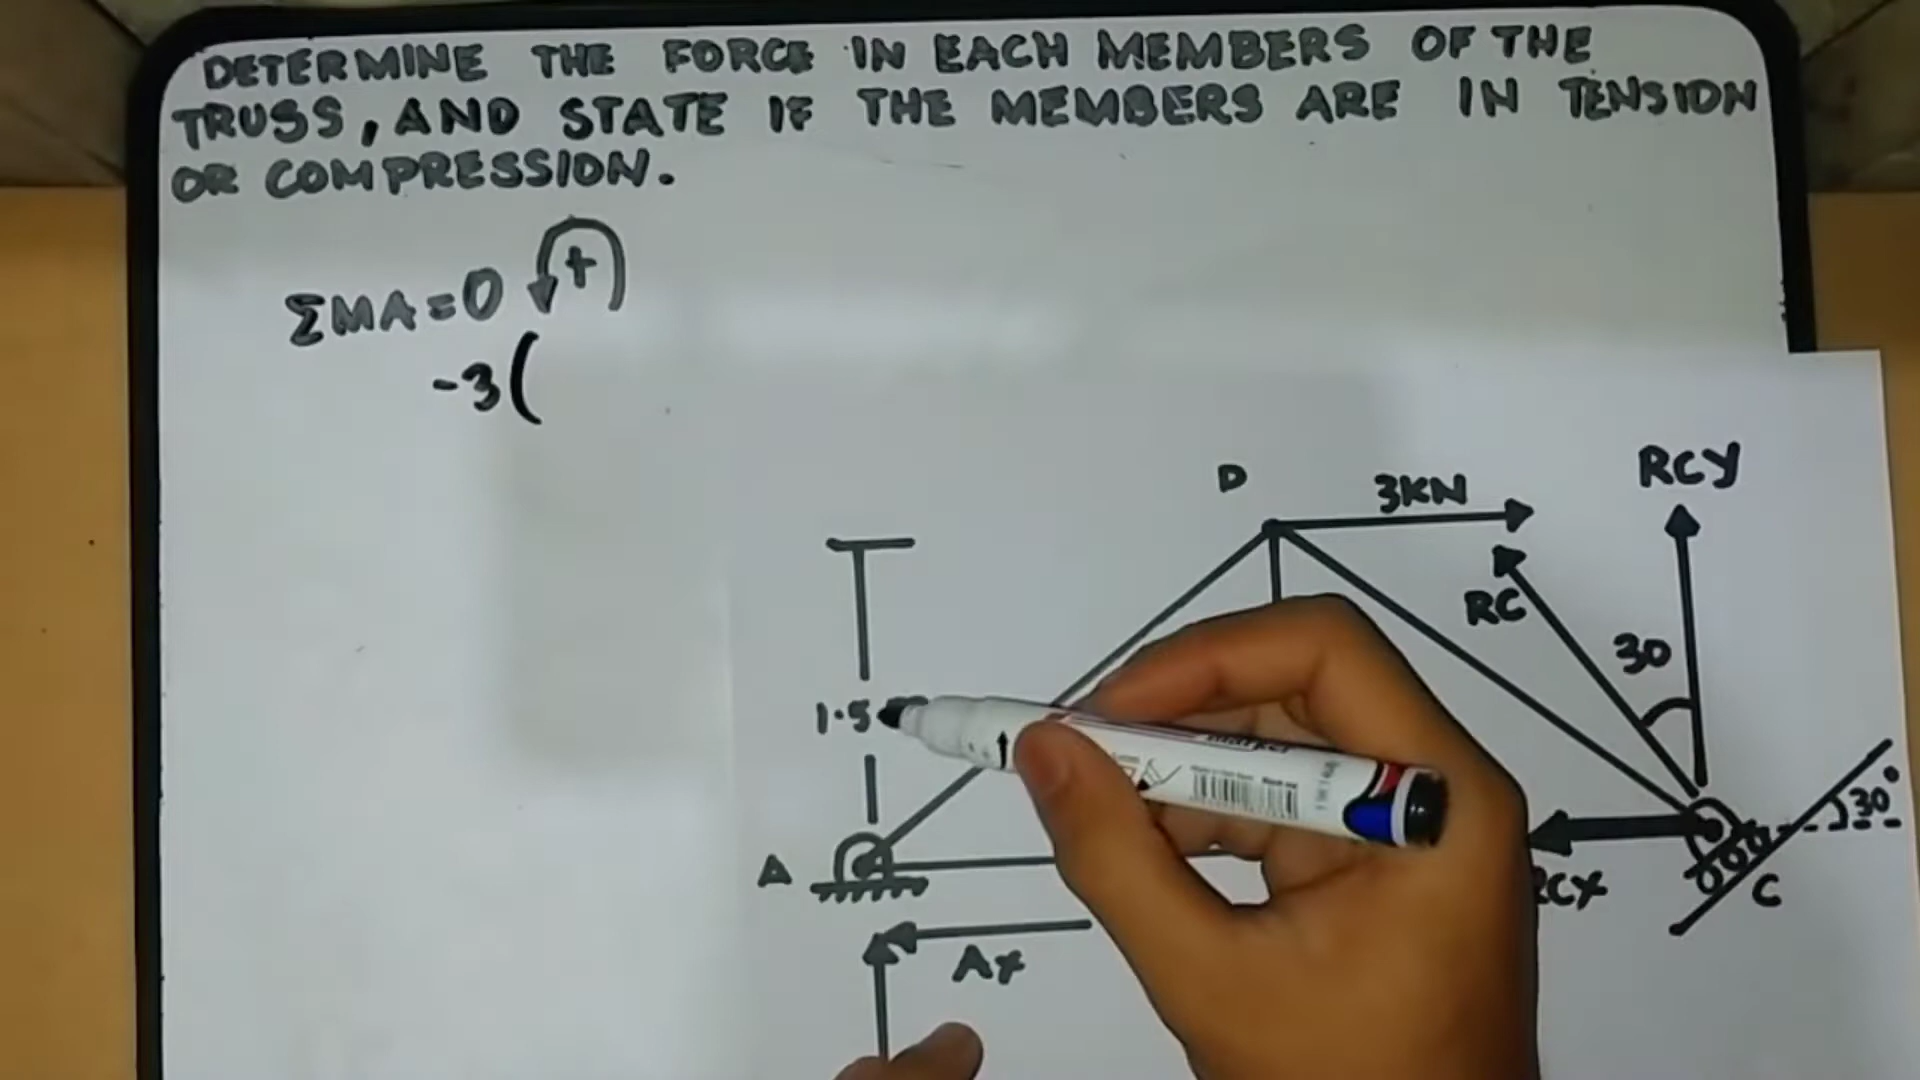 DETERMINE THE FORCE IN EACH MEMBERS OF THE
TRUSS, AND STATE IF THE MEMBERS ARE IN TENSION
OR COMPRESSION.
ΣMA=0 +
-3(
D
3KN
RCY
RC
30
1.5
30°
A
C
Ax